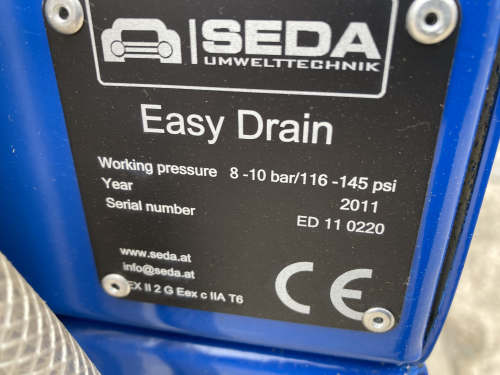 SEDA
UMWELTTECHNIK
Easy Drain
Working pressure 8 -10 bar/116 -145 psi
Year 2011
Serial number ED 11 0220
www.seda.at
info@seda.at
EX II 2 G Eex c IIA T6
CE